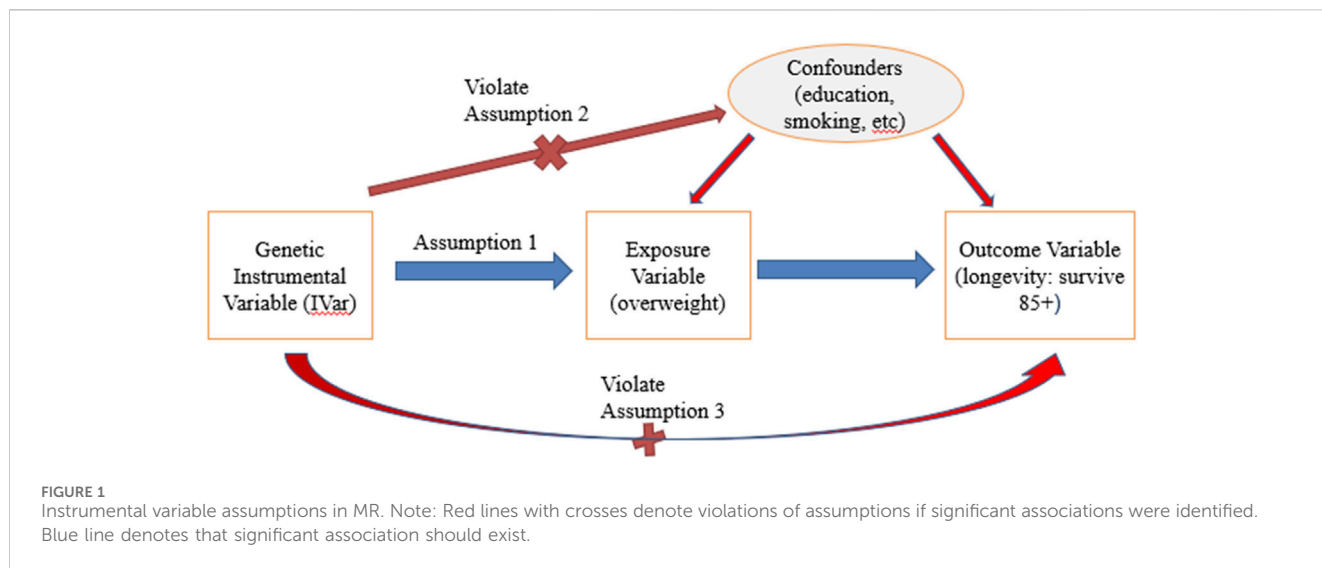 Violate
Assumption 2
Confounders
(education,
smoking, etc)
Genetic
Instrumental
Variable (IVar)
Assumption 1
Exposure
Variable
(overweight)
Outcome Variable
(longevity: survive
85+)
Violate
Assumption 3
FIGURE 1
Instrumental variable assumptions in MR. Note: Red lines with crosses denote violations of assumptions if significant associations were identified.
Blue line denotes that significant association should exist.